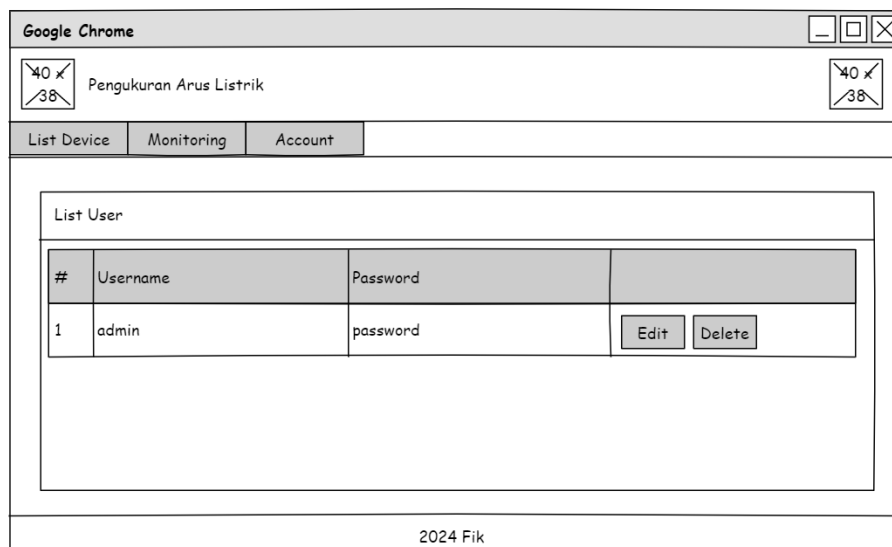 Google Chrome
40 x 38 Pengukuran Arus Listrik 40 x 38
List Device Monitoring Account
List User
# Username Password
1 admin password Edit Delete
2024 Fik